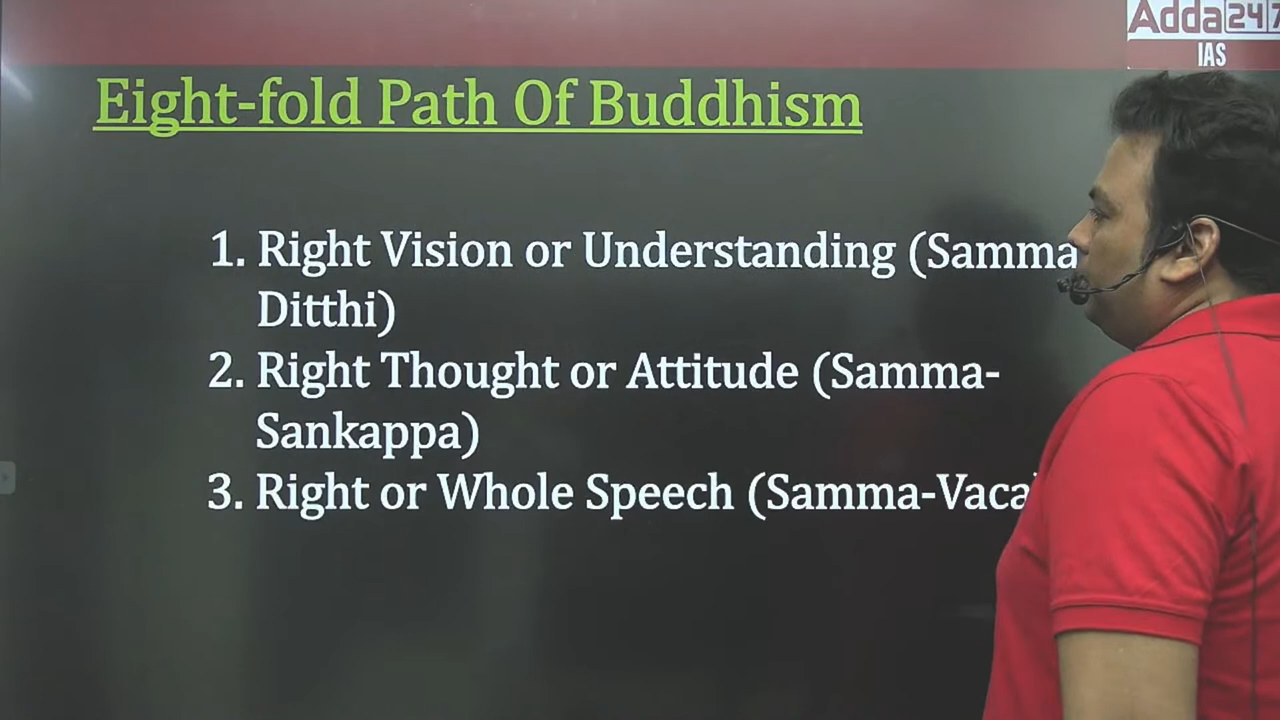 Adda247
IAS
Eight-fold Path Of Buddhism
1. Right Vision or Understanding (Samma
Ditthi)
2. Right Thought or Attitude (Samma-
Sankappa)
3. Right or Whole Speech (Samma-Vaca